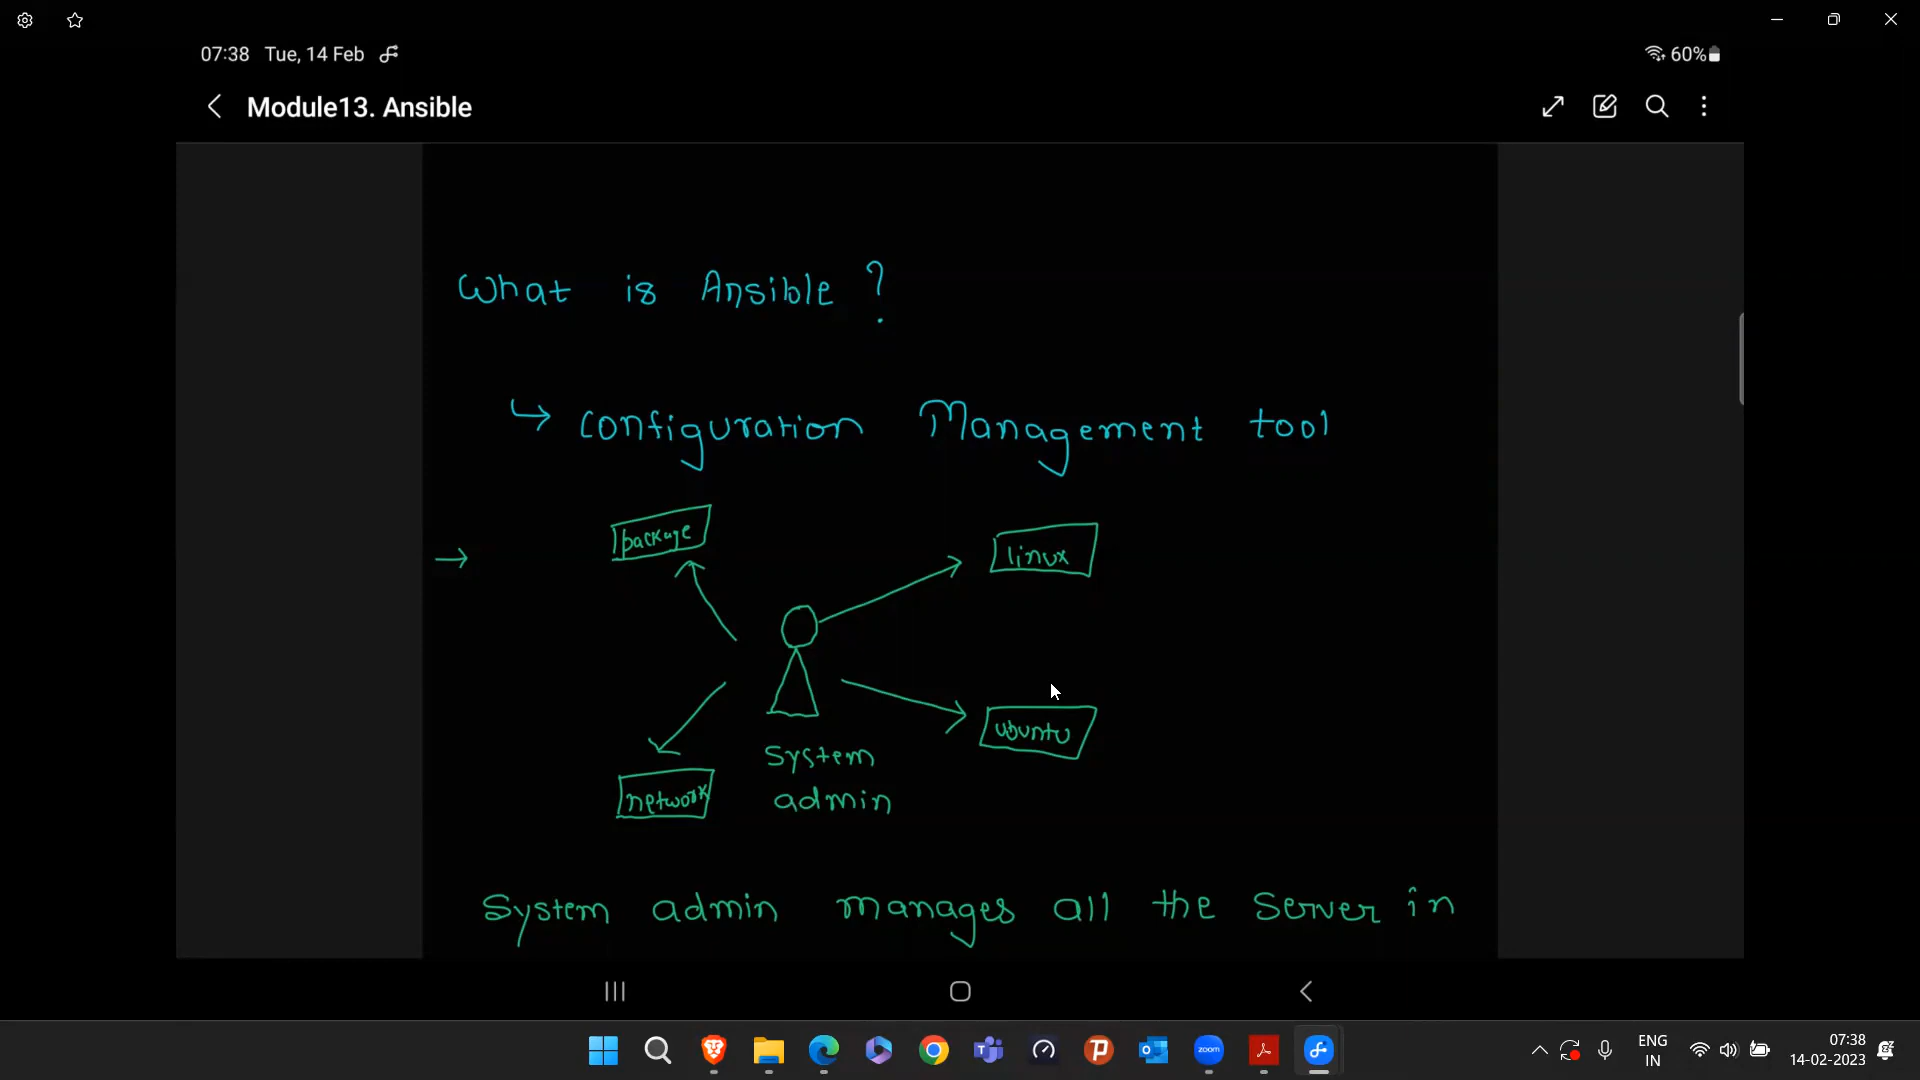 07:38 Tue, 14 Feb
60%
Module13. Ansible
What is Ansible ?
↳ Configuration Management tool
→
package
linux
ubuntu
network
System
admin
System admin manages all the Server in
zoom
ENG
IN
07:38
14-02-2023